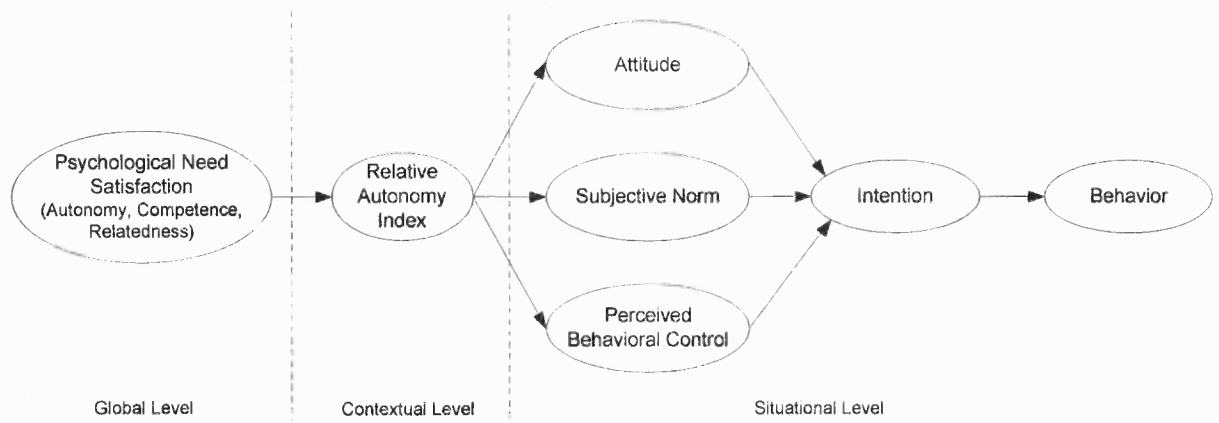 Attitude
Psychological Need
Satisfaction
(Autonomy, Competence,
Relatedness)
Relative
Autonomy
Index
Subjective Norm
Intention
Behavior
Perceived
Behavioral Control
Global Level
Contextual Level
Situational Level